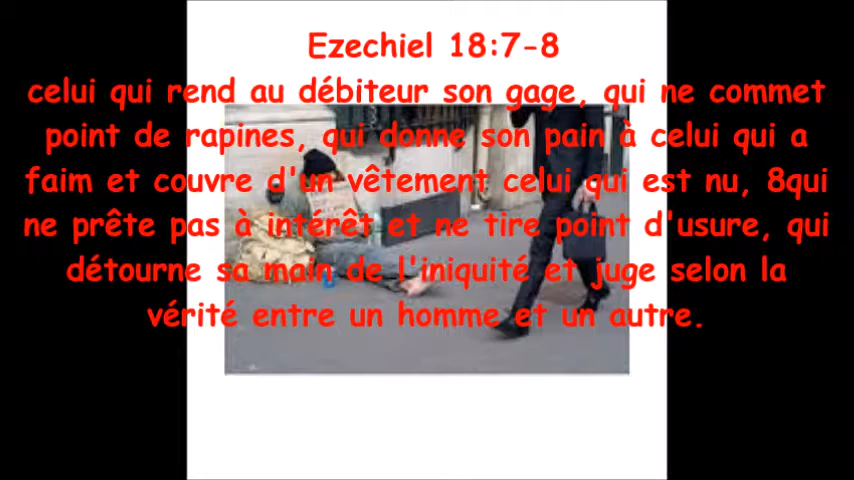 Ezechiel 18:7-8
celui qui rend au débiteur son gage, qui ne commet
point de rapines, qui donne son pain à celui qui a
faim et couvre d'un vêtement celui qui est nu, 8qui
ne prête pas à intérêt et ne tire point d'usure, qui
détourne sa main de l'iniquité et juge selon la
vérité entre un homme et un autre.